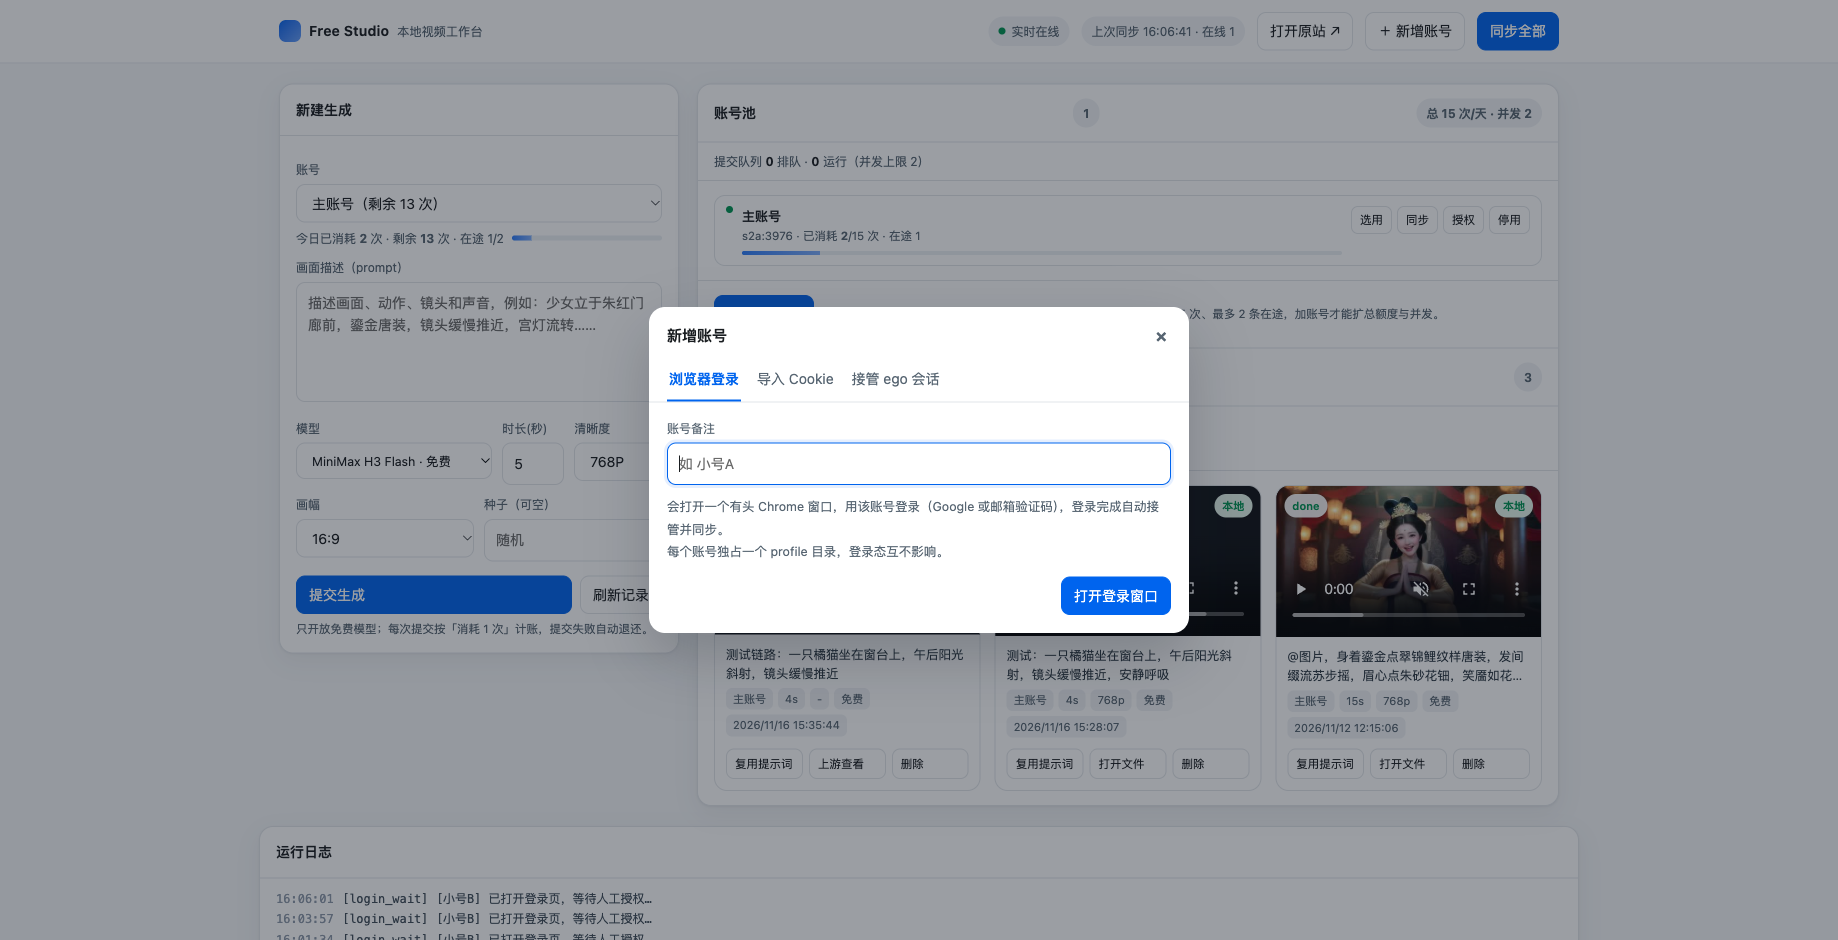 Free Studio 本地视频工作台
实时在线
上次同步 16:06:41 · 在线 1
打开原站 ↗
+ 新增账号
同步全部
新建生成
账号
主账号（剩余 13 次）
今日已消耗 2 次 · 剩余 13 次 · 在途 1/2
画面描述（prompt）
描述画面、动作、镜头和声音，例如：少女立于朱红门
廊前，鎏金唐装，镜头缓慢推近，宫灯流转……
模型
时长(秒)
清晰度
MiniMax H3 Flash · 免费
5
768P
画幅
种子（可空）
16:9
随机
提交生成
刷新记录
只开放免费模型；每次提交按「消耗 1 次」计账，提交失败自动退还。
账号池
1
总 15 次/天 · 并发 2
提交队列 0 排队 · 0 运行（并发上限 2）
主账号
s2a:3976 · 已消耗 2/15 次 · 在途 1
选用
同步
授权
停用
次、最多 2 条在途，加账号才能扩总额度与并发。
3
新增账号
×
浏览器登录
导入 Cookie
接管 ego 会话
账号备注
如 小号A
会打开一个有头 Chrome 窗口，用该账号登录（Google 或邮箱验证码），登录完成自动接
管并同步。
每个账号独占一个 profile 目录，登录态互不影响。
打开登录窗口
本地
done
本地
0:00
测试链路：一只橘猫坐在窗台上，午后阳光
斜射，镜头缓慢推近
主账号
4s
-
免费
2026/11/16 15:35:44
复用提示词
上游查看
删除
测试：一只橘猫坐在窗台上，午后阳光斜
射，镜头缓慢推近，安静呼吸
主账号
4s
768p
免费
2026/11/16 15:28:07
复用提示词
打开文件
删除
@图片，身着鎏金点翠锦鲤纹样唐装，发间
缀流苏步摇，眉心点朱砂花钿，笑靥如花...
主账号
15s
768p
免费
2026/11/12 12:15:06
复用提示词
打开文件
删除
运行日志
16:06:01 [login_wait] [小号B] 已打开登录页，等待人工授权…
16:03:57 [login_wait] [小号B] 已打开登录页，等待人工授权…
16:01:34 [login_wait] [小号B] 已打开登录页，等待人工授权